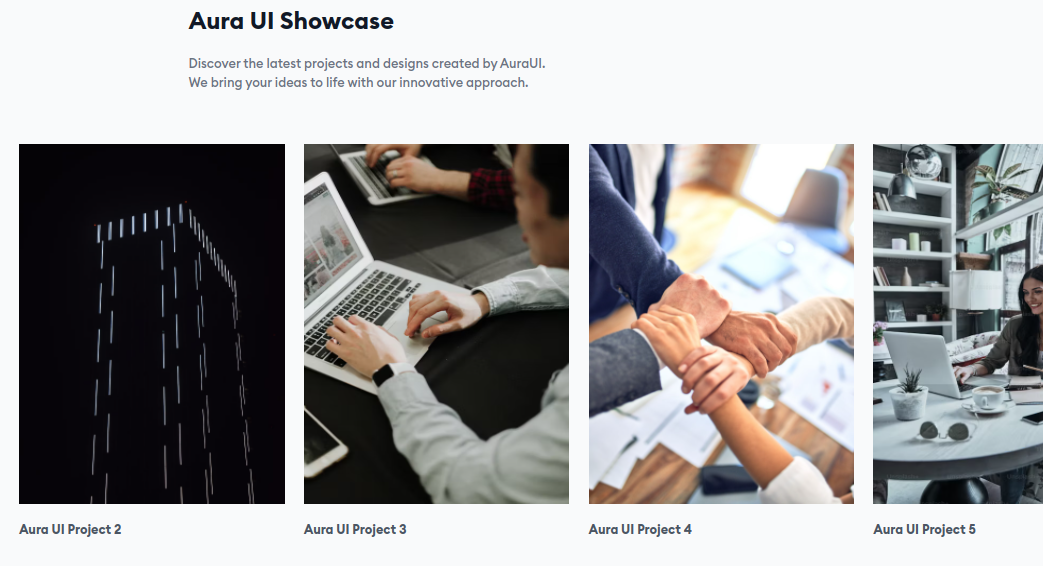 Aura UI Showcase
Discover the latest projects and designs created by AuraUI.
We bring your ideas to life with our innovative approach.
Aura UI Project 2
Aura UI Project 3
Aura UI Project 4
Aura UI Project 5